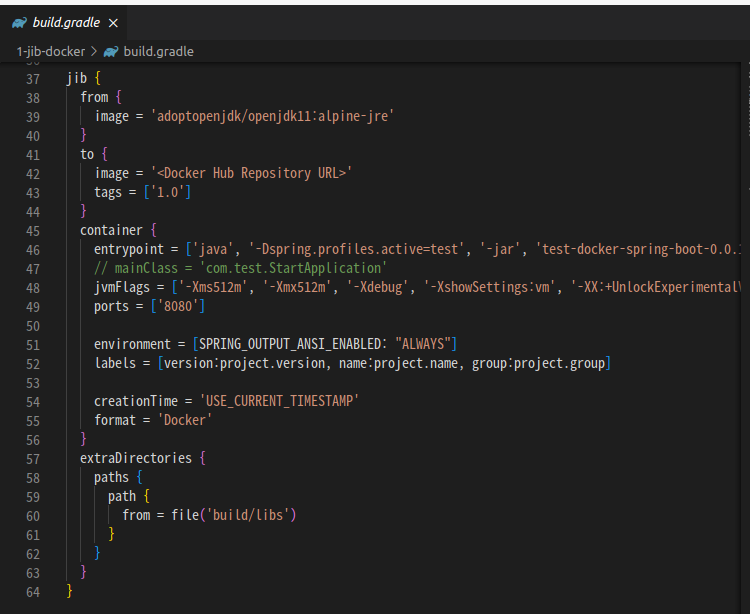 build.gradle
1-jib-docker > build.gradle
37 jib {
38 from {
39 image = 'adoptopenjdk/openjdk11:alpine-jre'
40 }
41 to {
42 image = '<Docker Hub Repository URL>'
43 tags = ['1.0']
44 }
45 container {
46 entrypoint = ['java', '-Dspring.profiles.active=test', '-jar', 'test-docker-spring-boot-0.0.
47 // mainClass = 'com.test.StartApplication'
48 jvmFlags = ['-Xms512m', '-Xmx512m', '-Xdebug', '-XshowSettings:vm', '-XX:+UnlockExperimental
49 ports = ['8080']
50
51 environment = [SPRING_OUTPUT_ANSI_ENABLED: "ALWAYS"]
52 labels = [version:project.version, name:project.name, group:project.group]
53
54 creationTime = 'USE_CURRENT_TIMESTAMP'
55 format = 'Docker'
56 }
57 extraDirectories {
58 paths {
59 path {
60 from = file('build/libs')
61 }
62 }
63 }
64 }